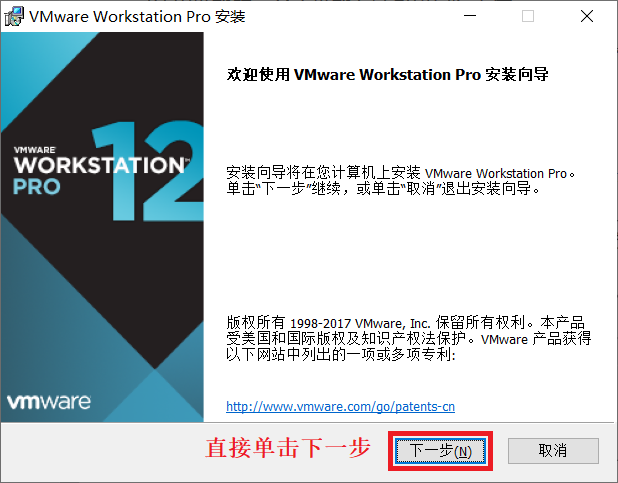 VMware Workstation Pro 安装
欢迎使用 VMware Workstation Pro 安装向导
VMWARE
WORKSTATION™
PRO
12
安装向导将在您计算机上安装 VMware Workstation Pro。
单击“下一步”继续，或单击“取消”退出安装向导。
版权所有 1998-2017 VMware, Inc. 保留所有权利。本产品
受美国和国际版权及知识产权法保护。VMware 产品获得
以下网站中列出的一项或多项专利:
http://www.vmware.com/go/patents-cn
vmware
直接单击下一步
下一步(N)
取消